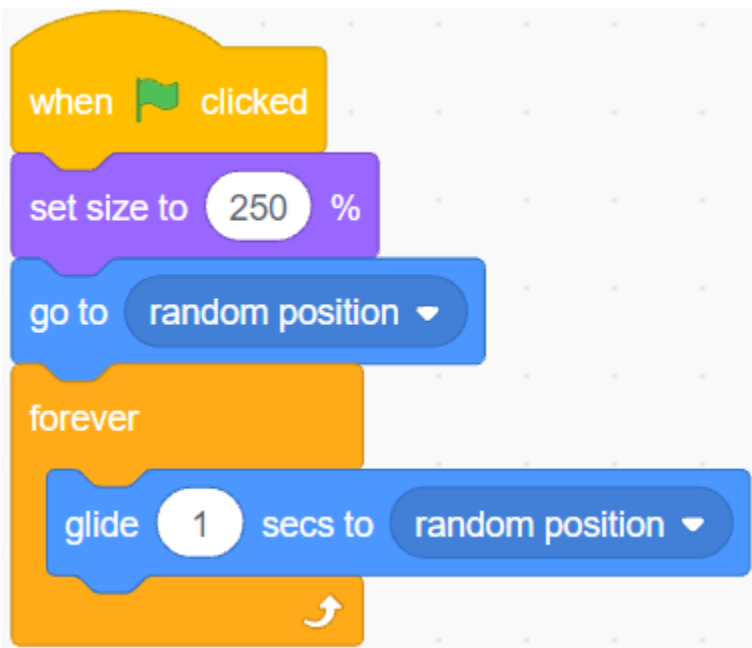 when clicked
set size to 250 %
go to random position
forever
glide 1 secs to random position